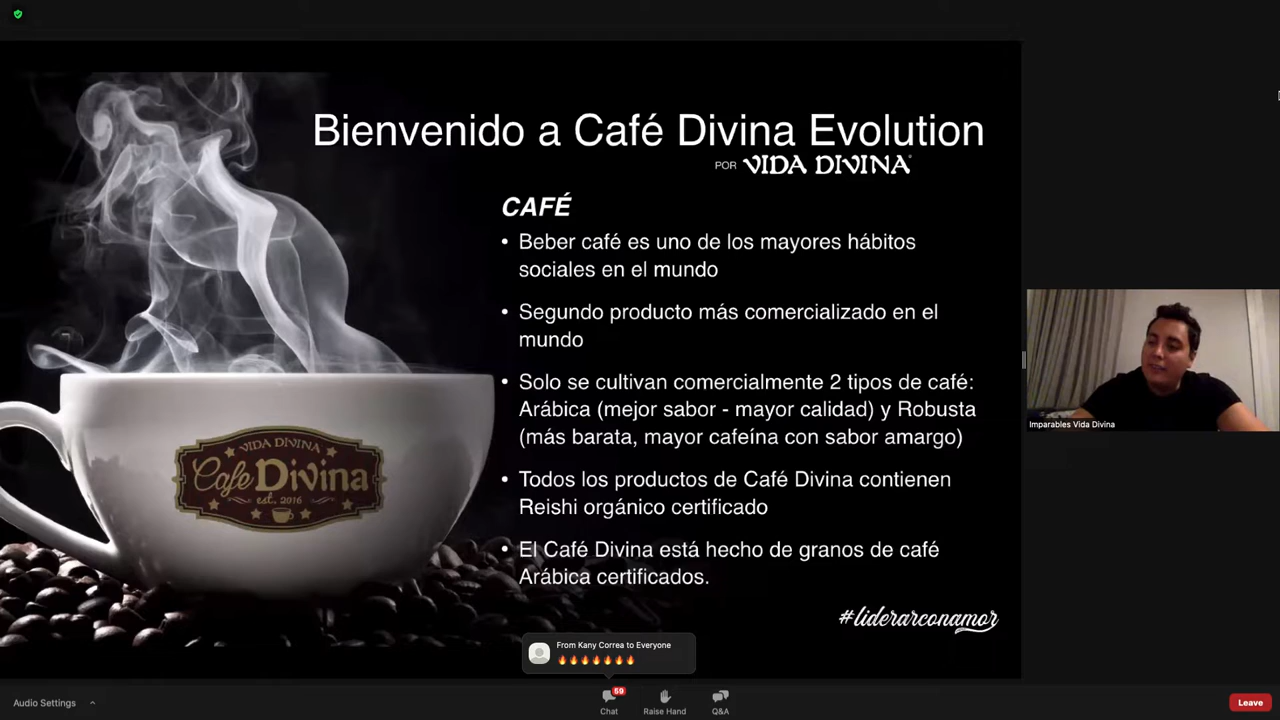 Bienvenido a Café Divina Evolution
POR VIDA DIVINA®
CAFÉ
• Beber café es uno de los mayores hábitos
sociales en el mundo
• Segundo producto más comercializado en el
mundo
• Solo se cultivan comercialmente 2 tipos de café:
Arábica (mejor sabor - mayor calidad) y Robusta
(más barata, mayor cafeína con sabor amargo)
• Todos los productos de Café Divina contienen
Reishi orgánico certificado
• El Café Divina está hecho de granos de café
Arábica certificados.
#liderarconamor
VIDA DIVINA
Cafe Divina
est. 2016
Imparables Vida Divina
From Kany Correa to Everyone
🔥🔥🔥🔥🔥🔥🔥
Audio Settings
59
Chat
Raise Hand
Q&A
Leave